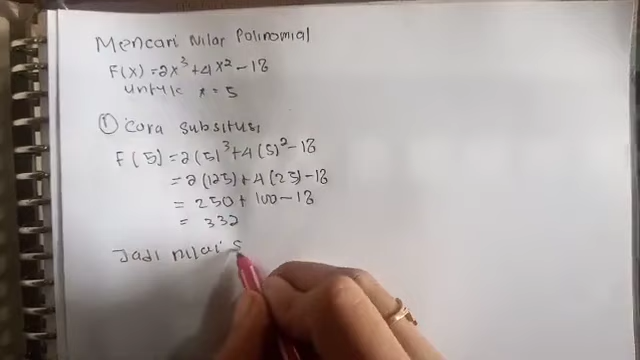 Mencari Nilai Polinomial
F(x) = 2x³ + 4x² - 18
untuk x = 5
① Cara Subsitusi
F(5) = 2(5)³ + 4(5)² - 18
= 2(125) + 4(25) - 18
= 250 + 100 - 18
= 332
Jadi nilai s